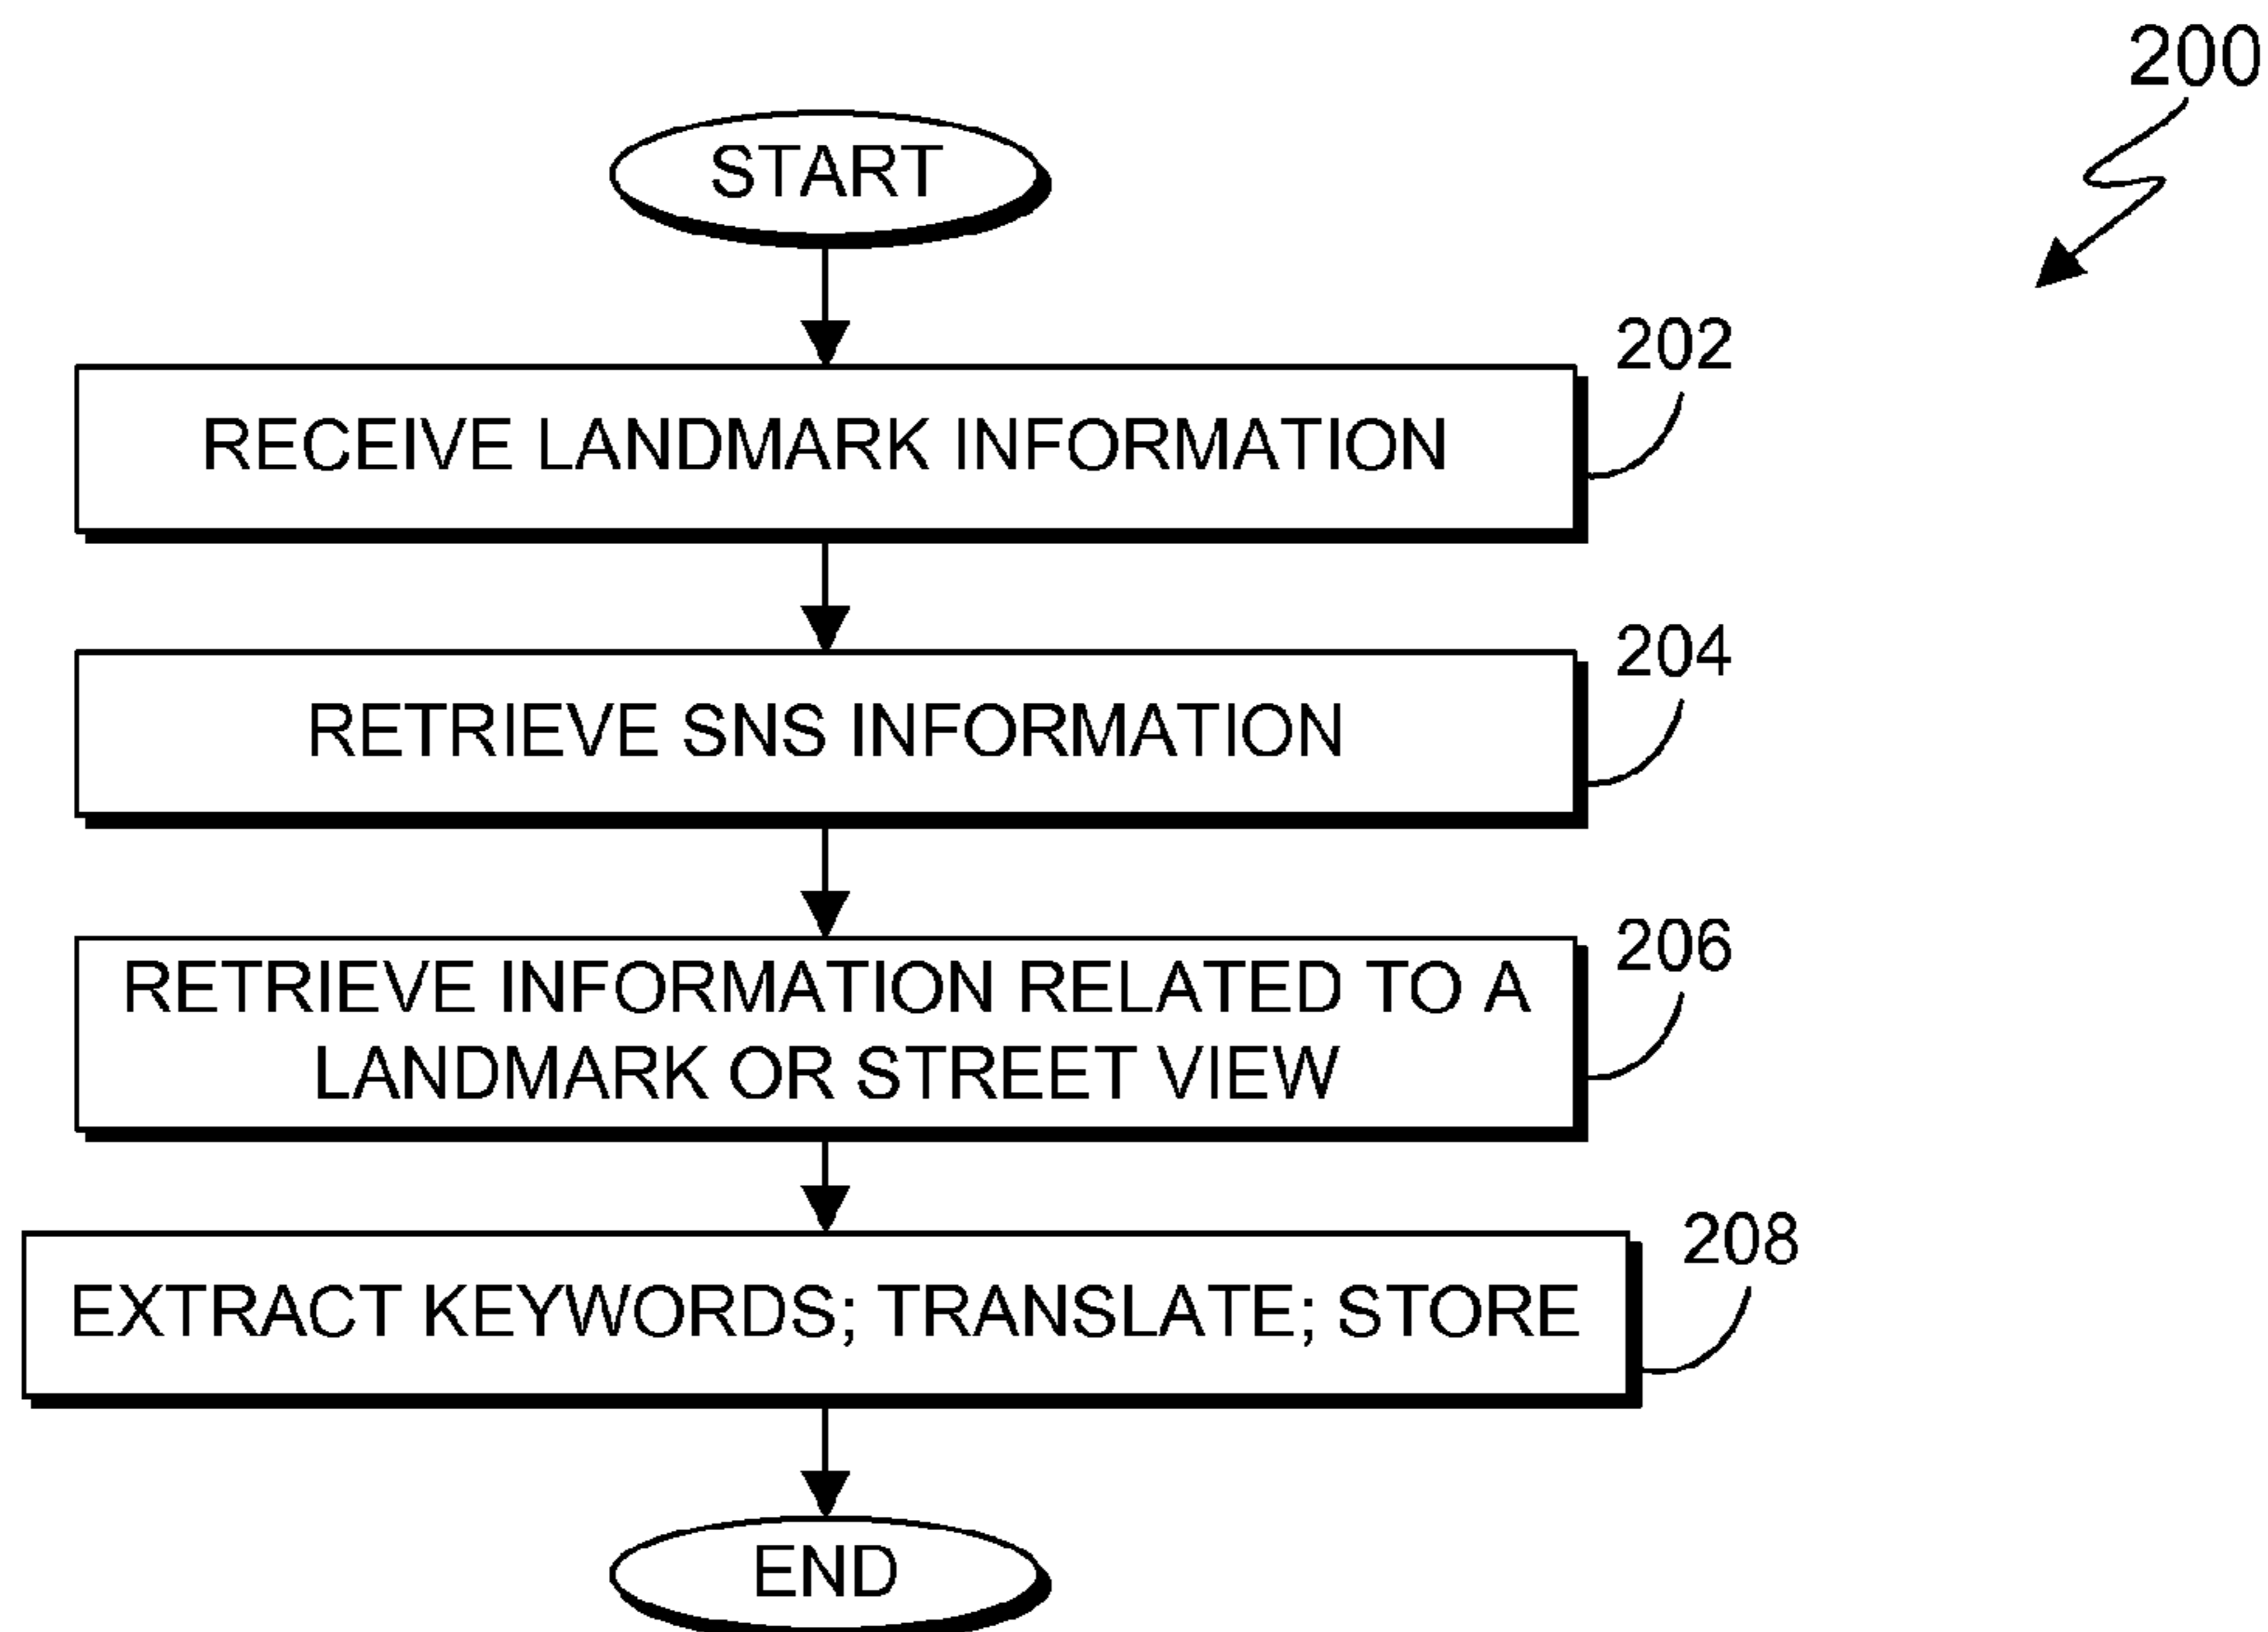 200
START
202
RECEIVE LANDMARK INFORMATION
204
RETRIEVE SNS INFORMATION
206
RETRIEVE INFORMATION RELATED TO A
LANDMARK OR STREET VIEW
208
EXTRACT KEYWORDS; TRANSLATE; STORE
END